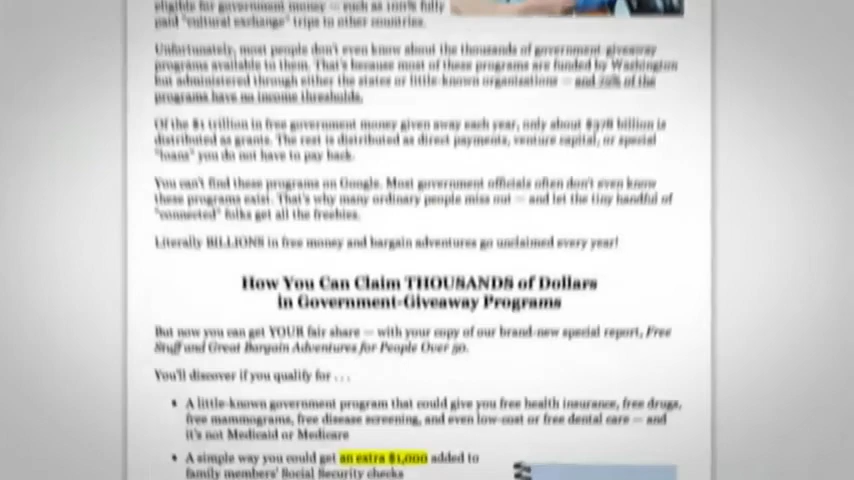 eligible for government money — such as 100% fully
paid "cultural exchange" trips to other countries.
Unfortunately, most people don't even know about the thousands of government-giveaway
programs available to them. That's because most of these programs are funded by Washington
but administered through either the states or little-known organizations — and 70% of the
programs have no income thresholds.
Of the $1 trillion in free government money given away each year, only about $378 billion is
distributed as grants. The rest is distributed as direct payments, venture capital, or special
"loans" you do not have to pay back.
You can't find these programs on Google. Most government officials often don't even know
these programs exist. That's why many ordinary people miss out — and let the tiny handful of
"connected" folks get all the freebies.
Literally BILLIONS in free money and bargain adventures go unclaimed every year!
How You Can Claim THOUSANDS of Dollars
in Government-Giveaway Programs
But now you can get YOUR fair share — with your copy of our brand-new special report, Free
Stuff and Great Bargain Adventures for People Over 50.
You'll discover if you qualify for . . .
• A little-known government program that could give you free health insurance, free drugs,
free mammograms, free disease screening, and even low-cost or free dental care — and
it's not Medicaid or Medicare
• A simple way you could get an extra $1,000 added to
family members' Social Security checks